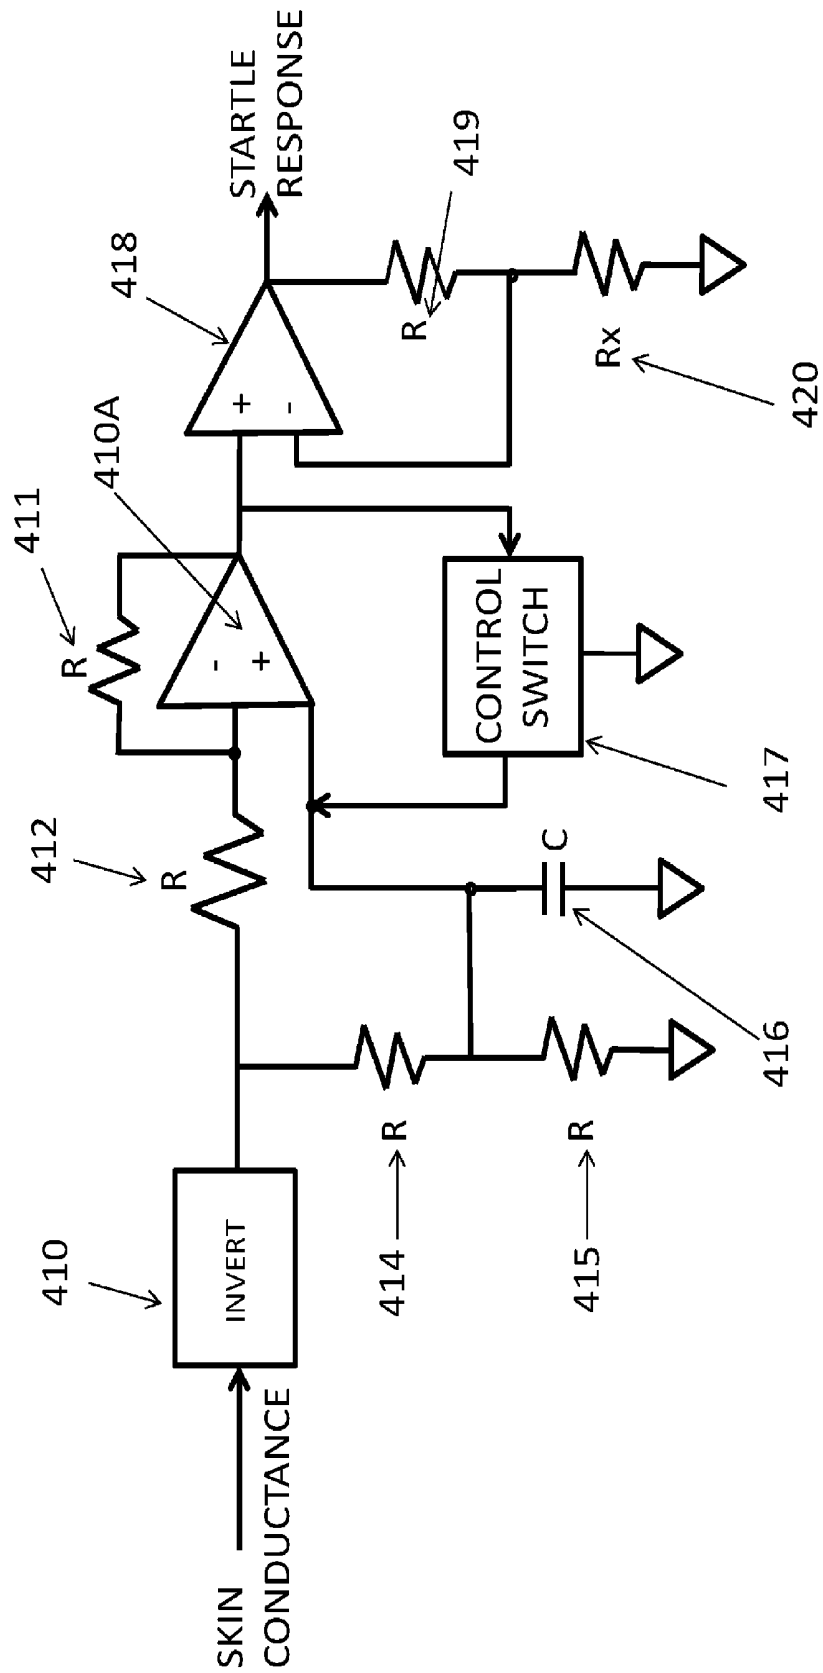 SKIN
CONDUCTANCE
410
INVERT
414
R
415
R
412
R
416
C
411
R
410A
-
+
CONTROL
SWITCH
417
418
+
-
STARTLE
RESPONSE
R
419
Rx
420